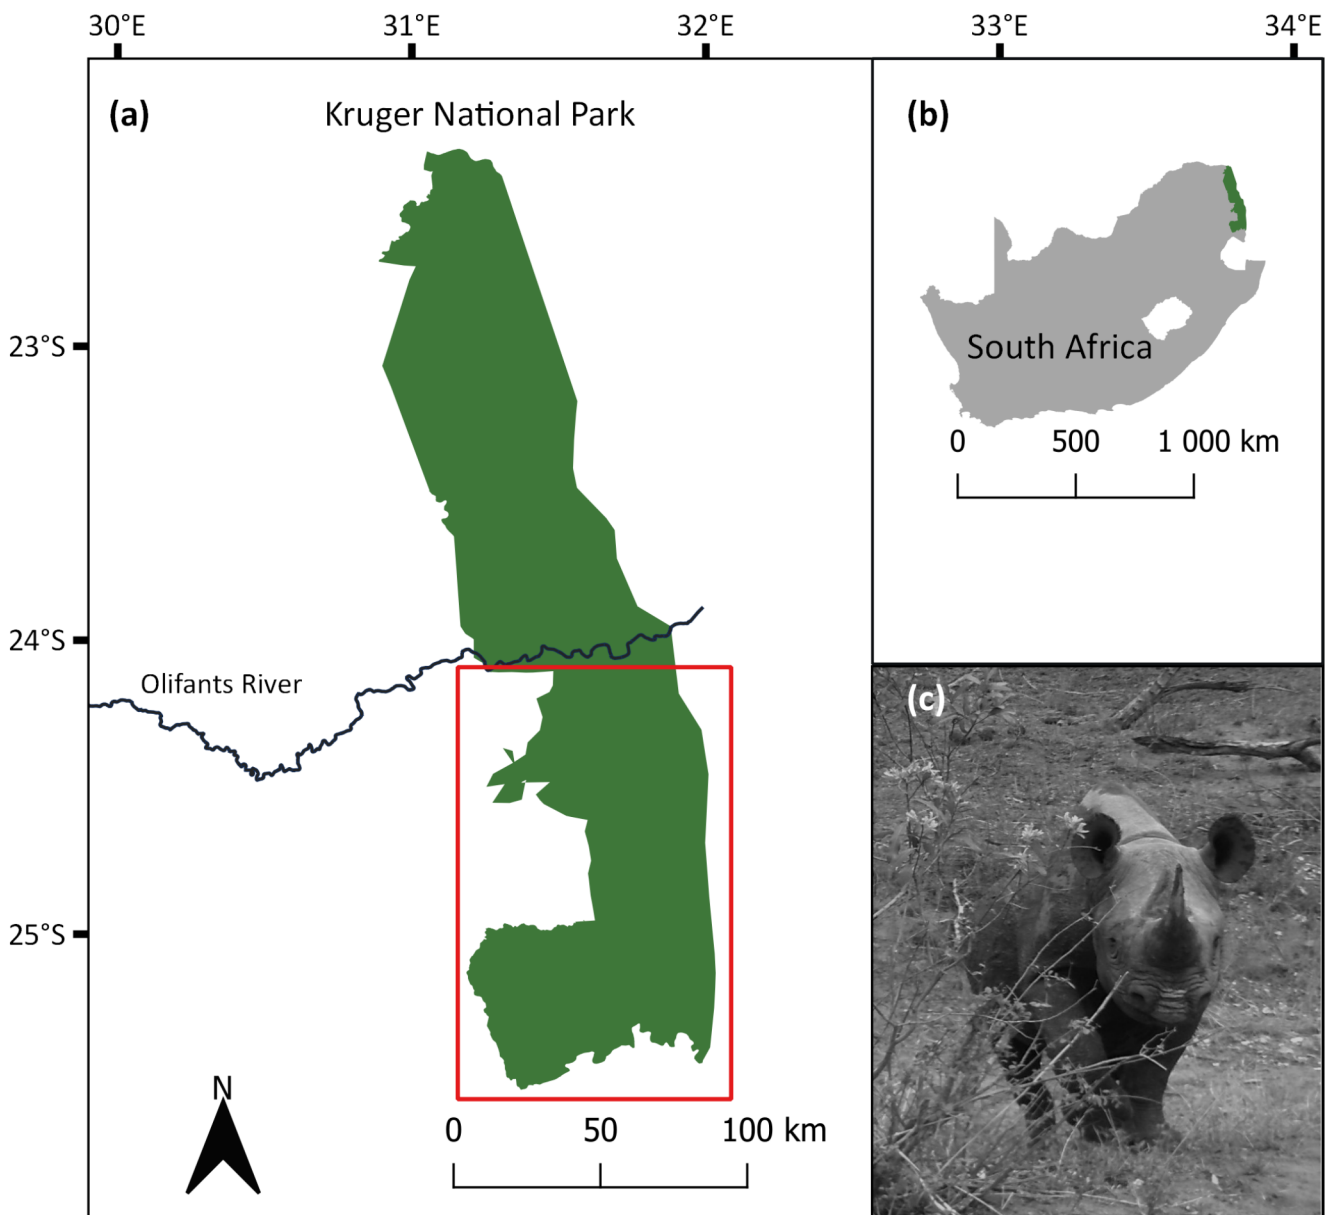 30°E 31°E 32°E 33°E 34°E
(a)
Kruger National Park
(b)
23°S
South Africa
0 500 1 000 km
24°S
Olifants River
(c)
25°S
N
0 50 100 km